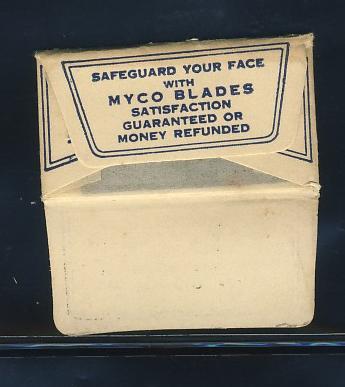 SAFEGUARD YOUR FACE
WITH
MYCO BLADES
SATISFACTION
GUARANTEED OR
MONEY REFUNDED